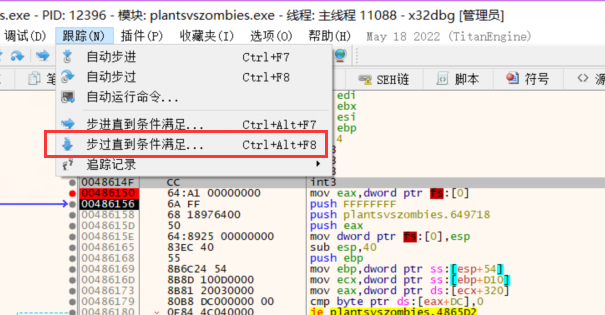 s.exe - PID: 12396 - 模块: plantsvszombies.exe - 线程: 主线程 11088 - x32dbg [管理员]
调试(D) 跟踪(N) 插件(P) 收藏夹(I) 选项(O) 帮助(H) May 18 2022 (TitanEngine)
自动步进 Ctrl+F7
自动步过 Ctrl+F8
自动运行命令...
步进直到条件满足... Ctrl+Alt+F7
步过直到条件满足... Ctrl+Alt+F8
追踪记录
SEH链 脚本 符号 源
edi
ebx
esi
ebp
4
0048614F CC int3
00486150 64:A1 00000000 mov eax,dword ptr fs:[0]
00486156 6A FF push FFFFFFFF
00486158 68 18976400 push plantsvszombies.649718
0048615D 50 push eax
0048615E 64:8925 00000000 mov dword ptr fs:[0],esp
00486165 83EC 40 sub esp,40
00486168 55 push ebp
00486169 8B6C24 54 mov ebp,dword ptr ss:[esp+54]
0048616D 8B8D 100D0000 mov ecx,dword ptr ss:[ebp+D10]
00486173 8B81 20030000 mov eax,dword ptr ds:[ecx+320]
00486179 80B8 DC000000 00 cmp byte ptr ds:[eax+DC],0
00486180 0F84 4C040000 je plantsvszombies.4865D2